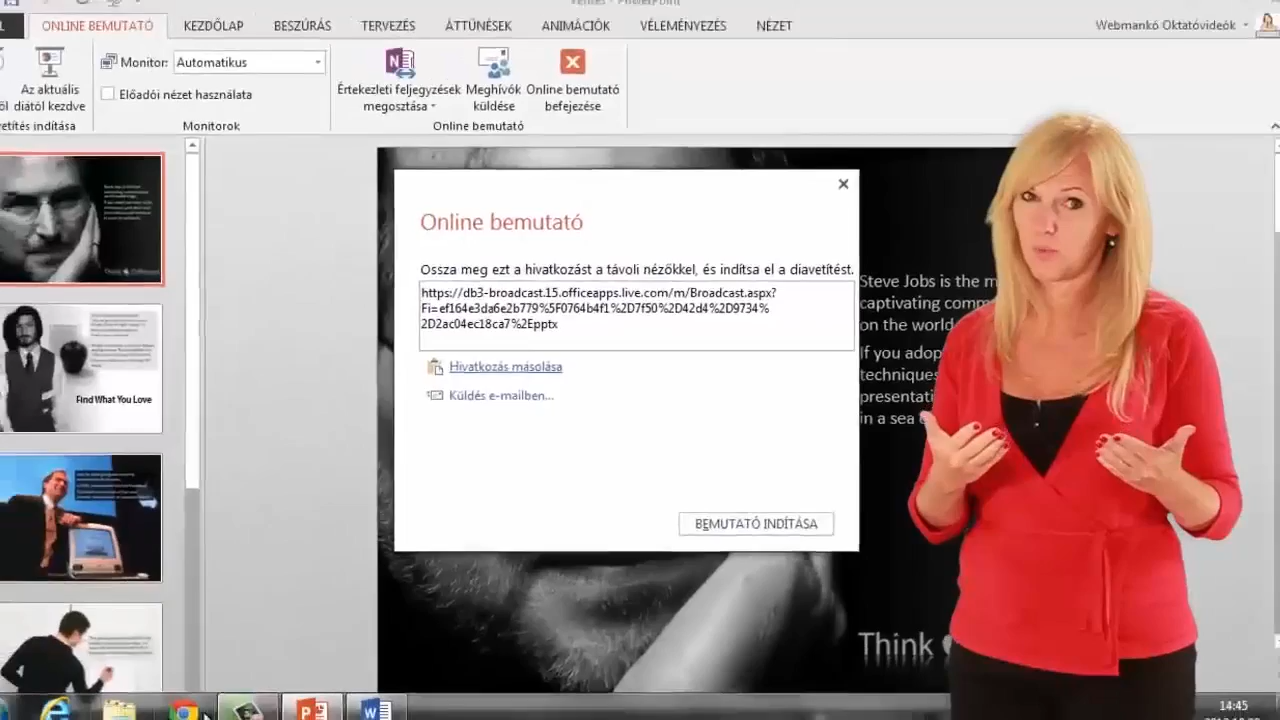 ONLINE BEMUTATÓ KEZDŐLAP BESZÚRÁS TERVEZÉS ÁTTŰNÉSEK ANIMÁCIÓK VÉLEMÉNYEZÉS NÉZET Webmankó Oktatóvideók
Az aktuális
diától kezdve
Monitor: Automatikus
Előadói nézet használata
Monitorok
Értekezleti feljegyzések
megosztása
Meghívók
küldése
Online bemutató
befejezése
Online bemutató
Online bemutató
Ossza meg ezt a hivatkozást a távoli nézőkkel, és indítsa el a diavetítést.
https://db3-broadcast.15.officeapps.live.com/m/Broadcast.aspx?
Fi=ef164e3da6e2b779%5F0764b4f1%2D7f50%2D42d4%2D9734%
2D2ac04ec18ca7%2Epptx
Hivatkozás másolása
Küldés e-mailben...
BEMUTATÓ INDÍTÁSA
Steve Jobs is the m
captivating comm
on the world
If you adop
techniques
presentati
in a sea
Think
Find What You Love
14:45